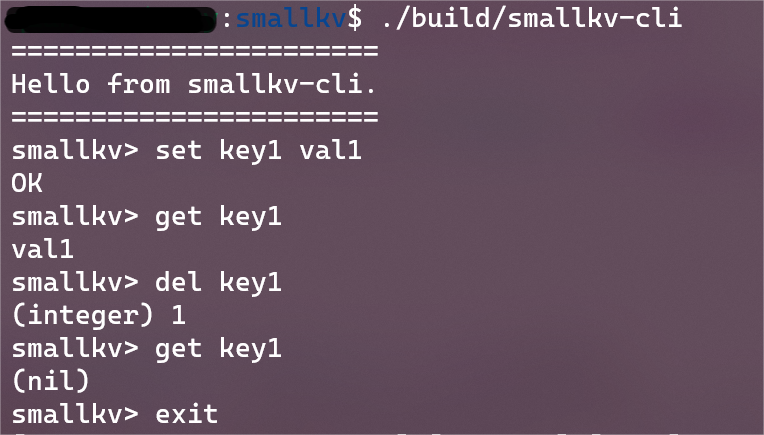 :smallkv$ ./build/smallkv-cli
=======================
Hello from smallkv-cli.
=======================
smallkv> set key1 val1
OK
smallkv> get key1
val1
smallkv> del key1
(integer) 1
smallkv> get key1
(nil)
smallkv> exit